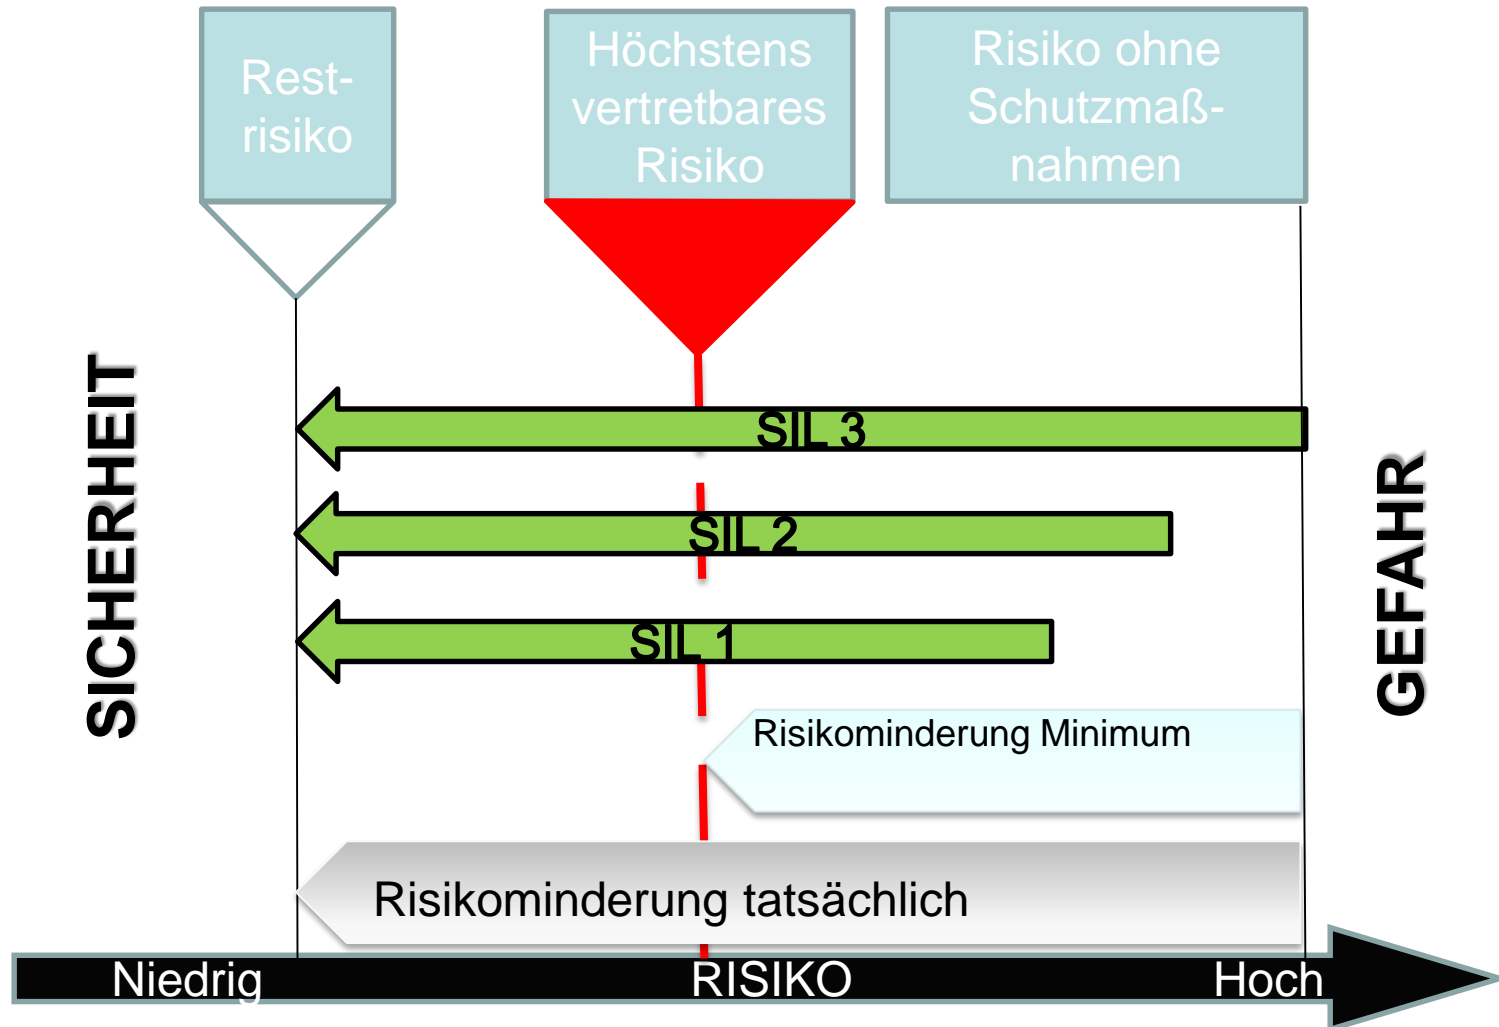 Rest-
risiko
Höchstens
vertretbares
Risiko
Risiko ohne
Schutzmaß-
nahmen
SICHERHEIT
GEFAHR
SIL 3
SIL 2
SIL 1
Risikominderung Minimum
Risikominderung tatsächlich
Niedrig
RISIKO
Hoch